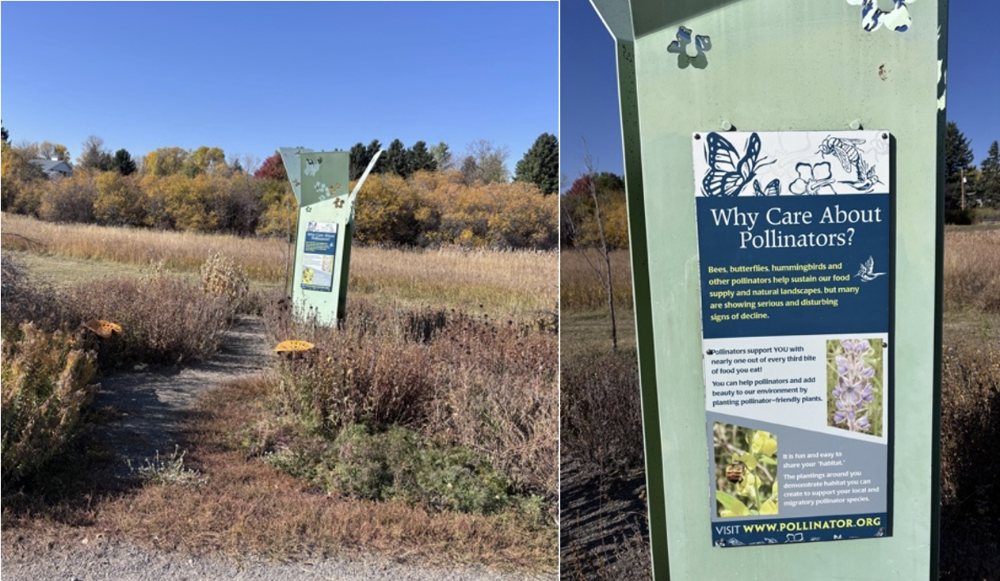 Why Care About
Pollinators?
Why Care About
Pollinators?
Bees, butterflies, hummingbirds and
other pollinators help sustain our food
supply and natural landscapes, but many
are showing serious and disturbing
signs of decline.
Pollinators support YOU with
nearly one out of every third bite
of food you eat!
You can help pollinators and add
beauty to our environment by
planting pollinator-friendly plants.
It is fun and easy to
share your "habitat."
The plantings around you
demonstrate habitat you can
create to support your local and
migratory pollinator species.
VISIT WWW.POLLINATOR.ORG